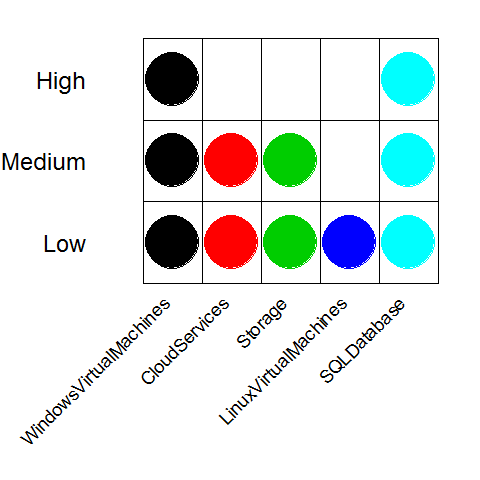 High
Medium
Low
WindowsVirtualMachines
CloudServices
Storage
LinuxVirtualMachines
SQLDatabase